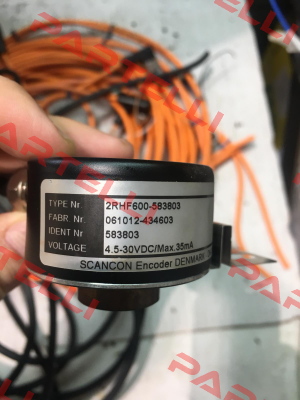 PARTELLI
TYPE Nr 2RHF600-583803
FABR. Nr. 061012-434603
IDENT Nr 583803
VOLTAGE 4.5-30VDC/Max.35mA
SCANCON Encoder DENMARK